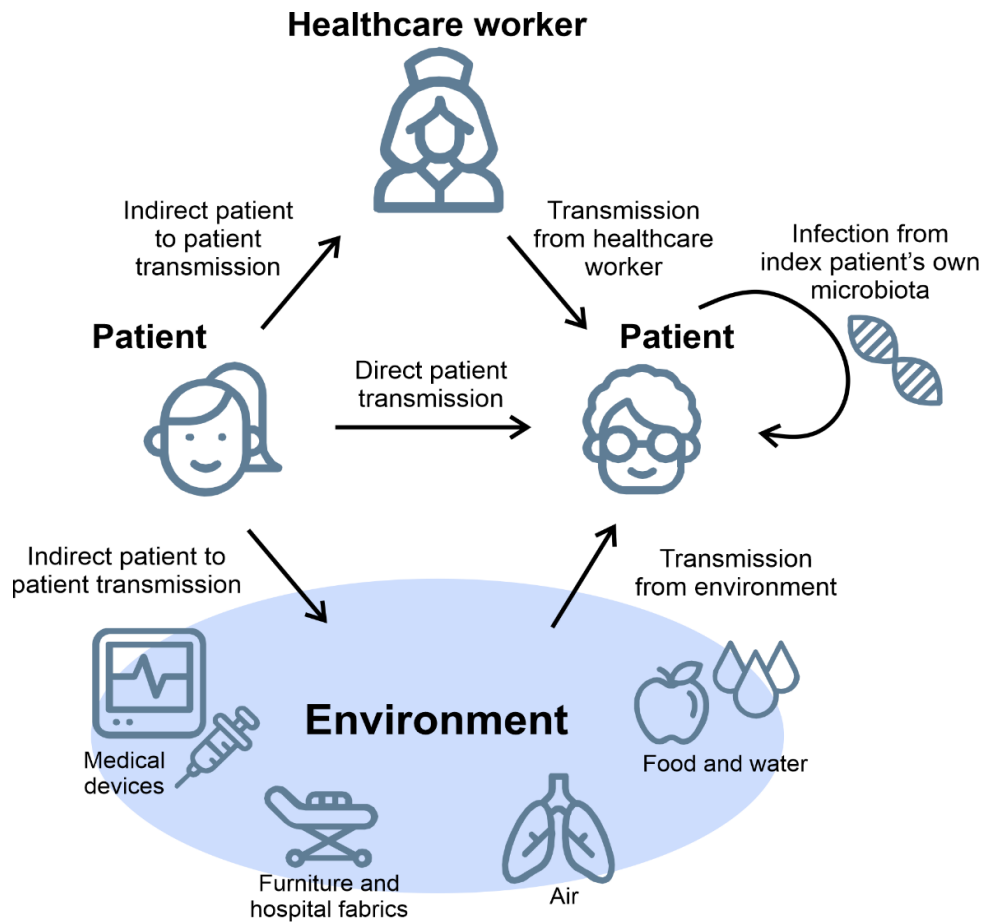 Healthcare worker
Indirect patient
to patient
transmission
Transmission
from healthcare
worker
Infection from
index patient's own
microbiota
Patient
Patient
Direct patient
transmission
Indirect patient to
patient transmission
Transmission
from environment
Environment
Medical
devices
Food and water
Furniture and
hospital fabrics
Air